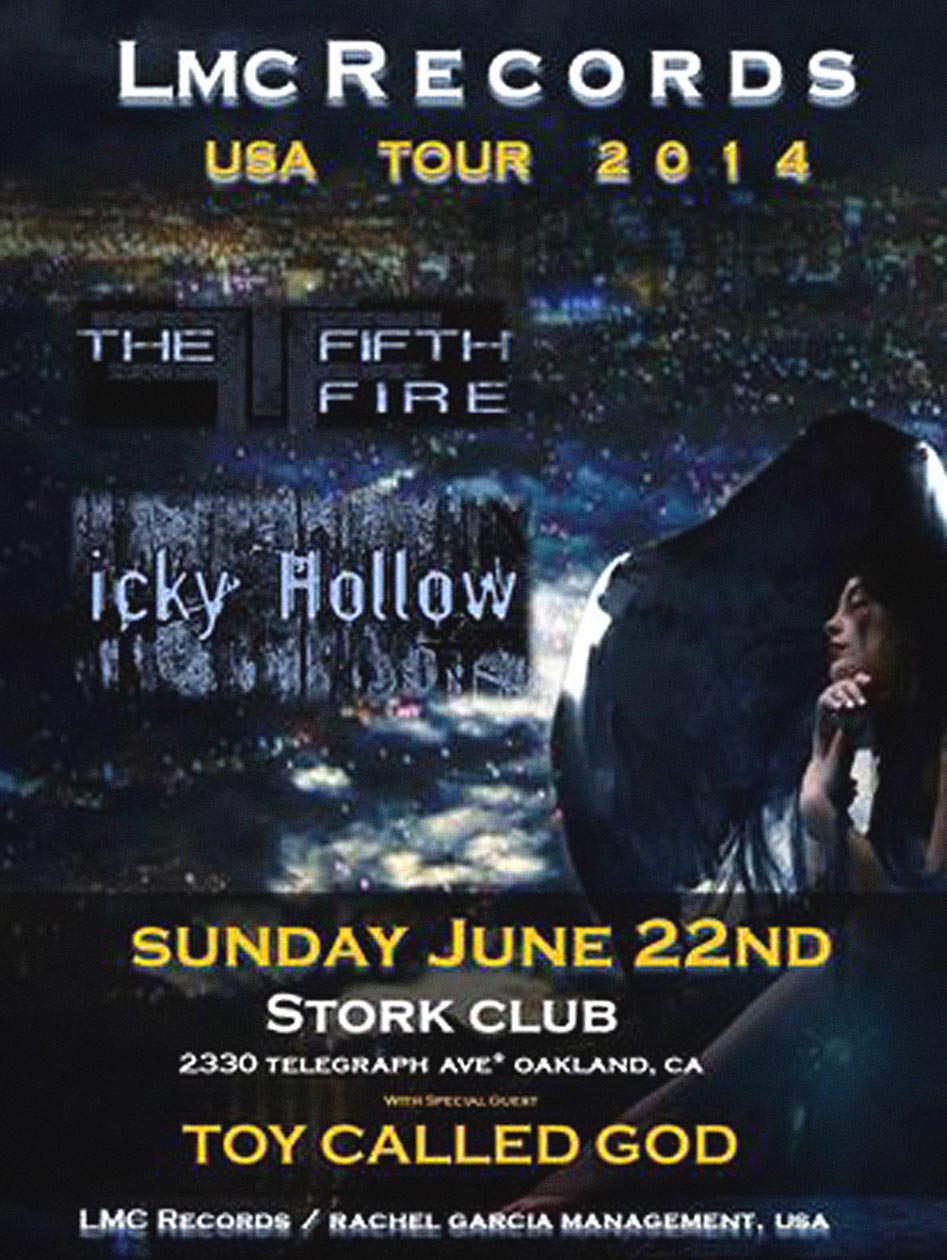 LMC RECORDS
USA TOUR 2014
THE FIFTH
FIRE
icky Hollow
SUNDAY JUNE 22ND
STORK CLUB
2330 TELEGRAPH AVE* OAKLAND, CA
WITH SPECIAL GUEST
TOY CALLED GOD
LMC RECORDS / RACHEL GARCIA MANAGEMENT, USA